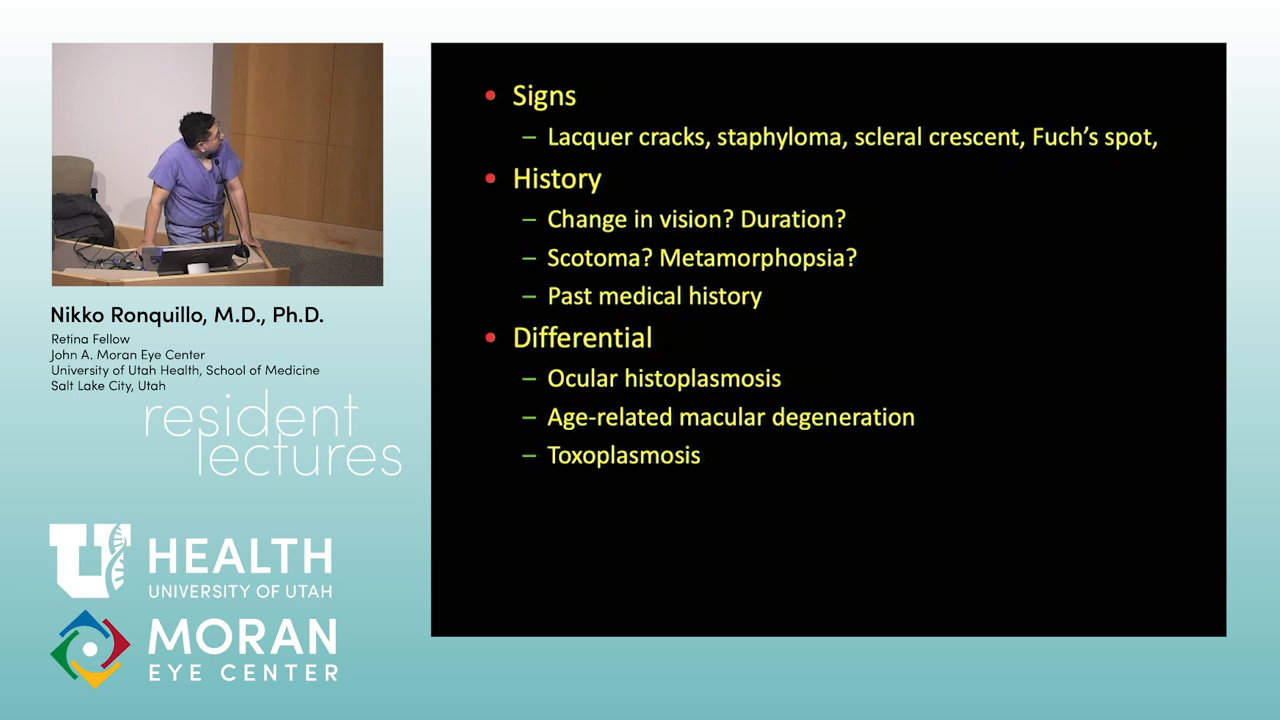 Nikko Ronquillo, M.D., Ph.D.
Retina Fellow
John A. Moran Eye Center
University of Utah Health, School of Medicine
Salt Lake City, Utah
resident
lectures
U HEALTH
UNIVERSITY OF UTAH
MORAN
EYE CENTER
• Signs
– Lacquer cracks, staphyloma, scleral crescent, Fuch’s spot,
• History
– Change in vision? Duration?
– Scotoma? Metamorphopsia?
– Past medical history
• Differential
– Ocular histoplasmosis
– Age-related macular degeneration
– Toxoplasmosis